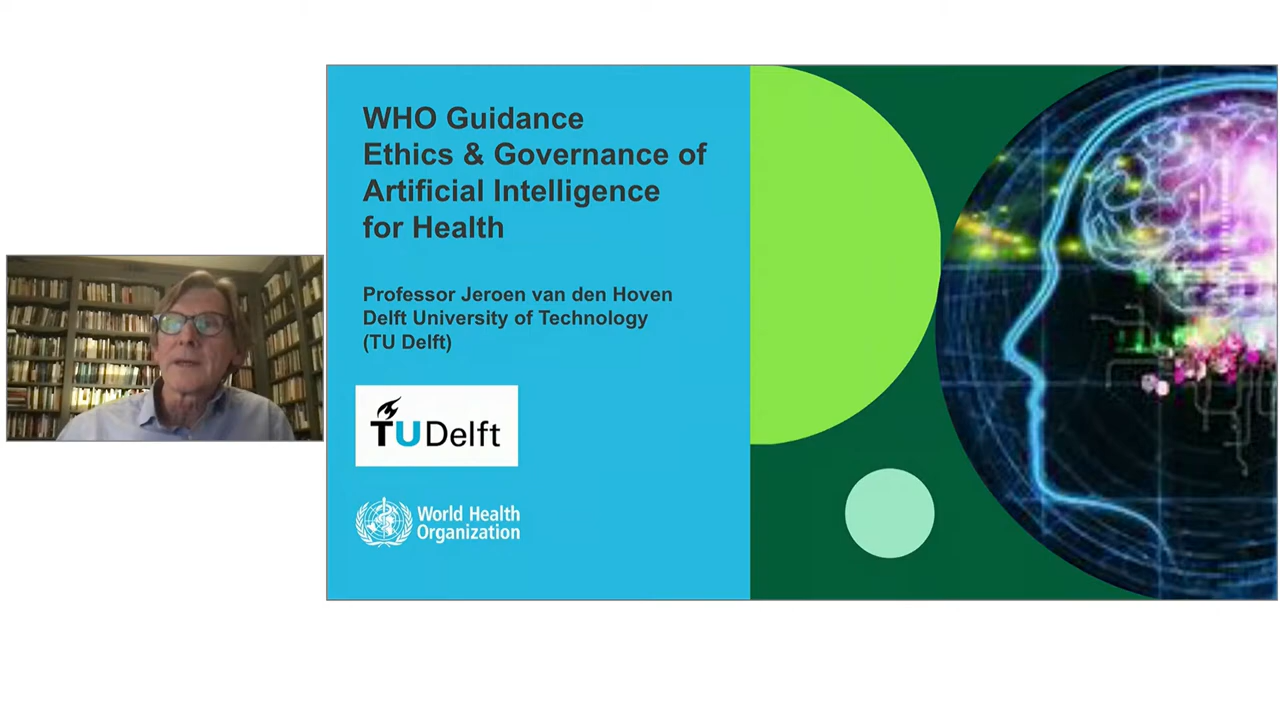 WHO Guidance
Ethics & Governance of
Artificial Intelligence
for Health
Professor Jeroen van den Hoven
Delft University of Technology
(TU Delft)
TUDelft
World Health
Organization